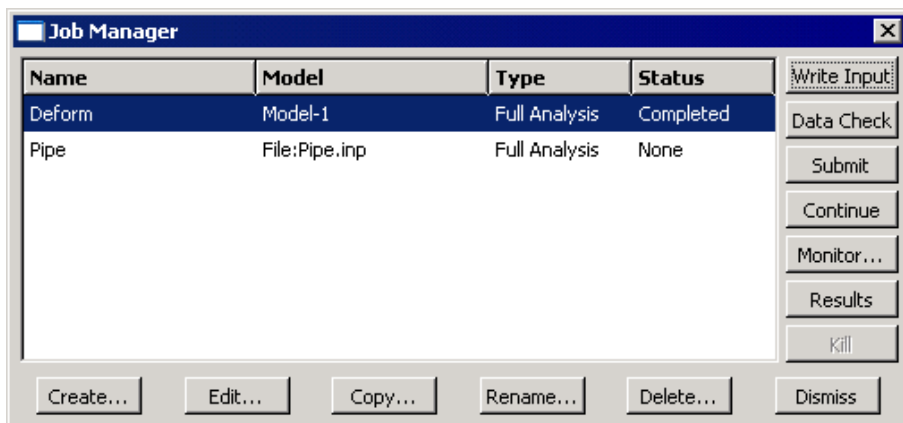 Job Manager
Name Model Type Status
Deform Model-1 Full Analysis Completed
Pipe File:Pipe.inp Full Analysis None
Write Input
Data Check
Submit
Continue
Monitor...
Results
Kill
Create... Edit... Copy... Rename... Delete... Dismiss